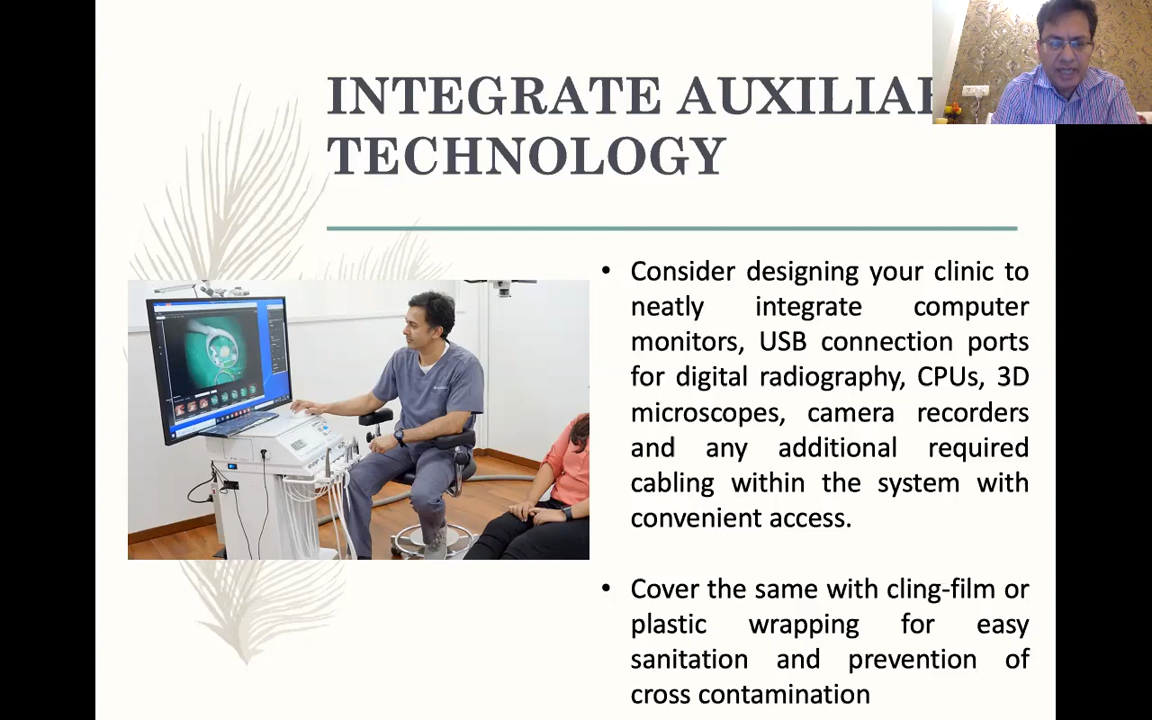 INTEGRATE AUXILIA
TECHNOLOGY
• Consider designing your clinic to
neatly integrate computer
monitors, USB connection ports
for digital radiography, CPUs, 3D
microscopes, camera recorders
and any additional required
cabling within the system with
convenient access.
• Cover the same with cling-film or
plastic wrapping for easy
sanitation and prevention of
cross contamination